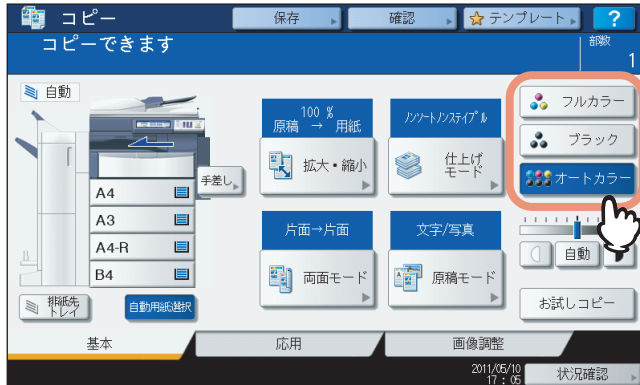 コピー
保存
確認
テンプレート
?
コピーできます
部数
1
自動
100 %
原稿 → 用紙
ノンソートノンステイプル
フルカラー
ブラック
オートカラー
拡大・縮小
仕上げ
モード
手差し
A4
A3
A4-R
B4
片面→片面
文字/写真
両面モード
原稿モード
自動
排紙先
トレイ
自動用紙選択
お試しコピー
基本
応用
画像調整
2011/05/10
17 : 05
状況確認